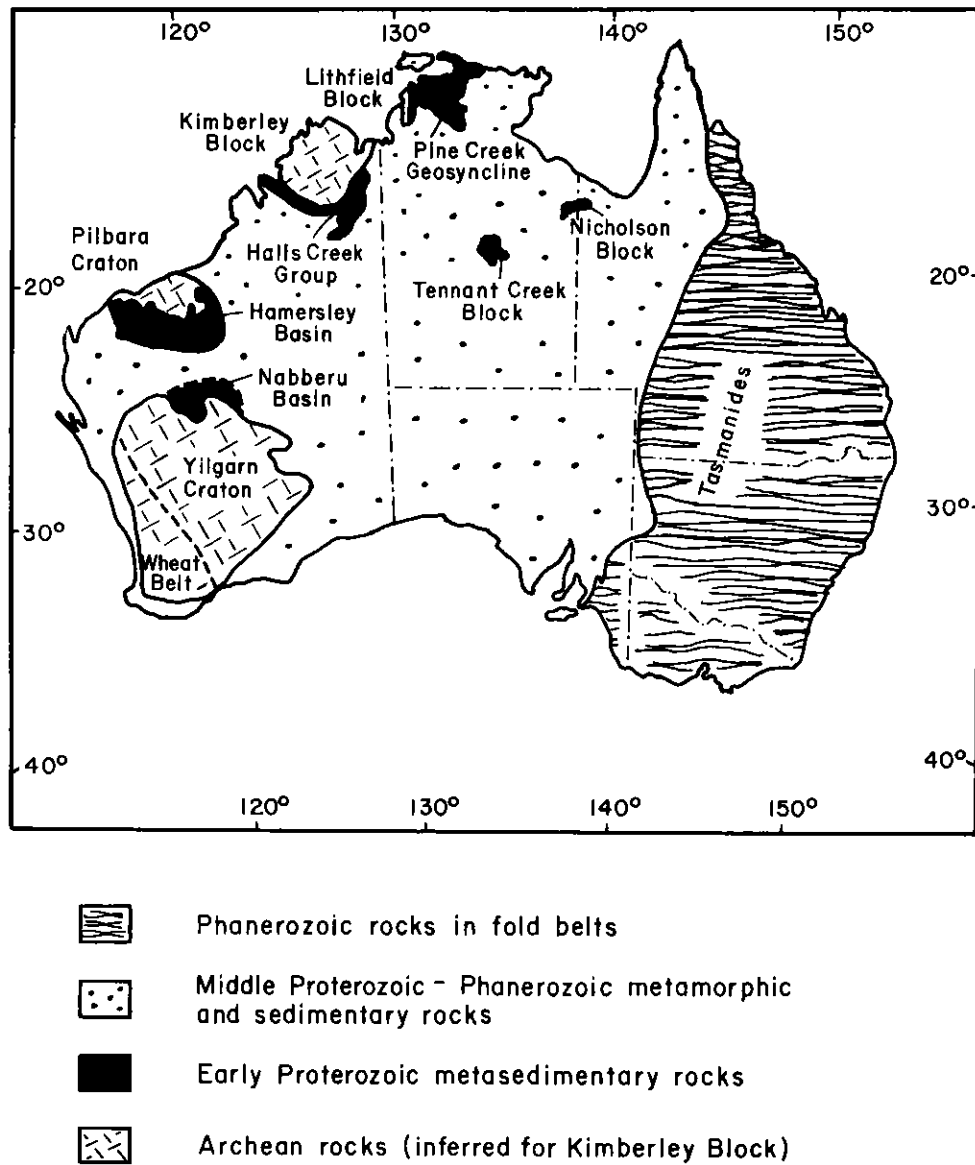 120°
130°
140°
150°
Lithfield
Block
Kimberley
Block
Pine Creek
Geosyncline
Pilbara
Craton
Halls Creek
Group
Nicholson
Block
Tennant Creek
Block
20°
20°
Hamersley
Basin
Nabberu
Basin
Yilgarn
Craton
Tasmanides
30°
30°
Wheat
Belt
40°
40°
120°
130°
140°
150°
Phanerozoic rocks in fold belts
Middle Proterozoic - Phanerozoic metamorphic
and sedimentary rocks
Early Proterozoic metasedimentary rocks
Archean rocks (inferred for Kimberley Block)